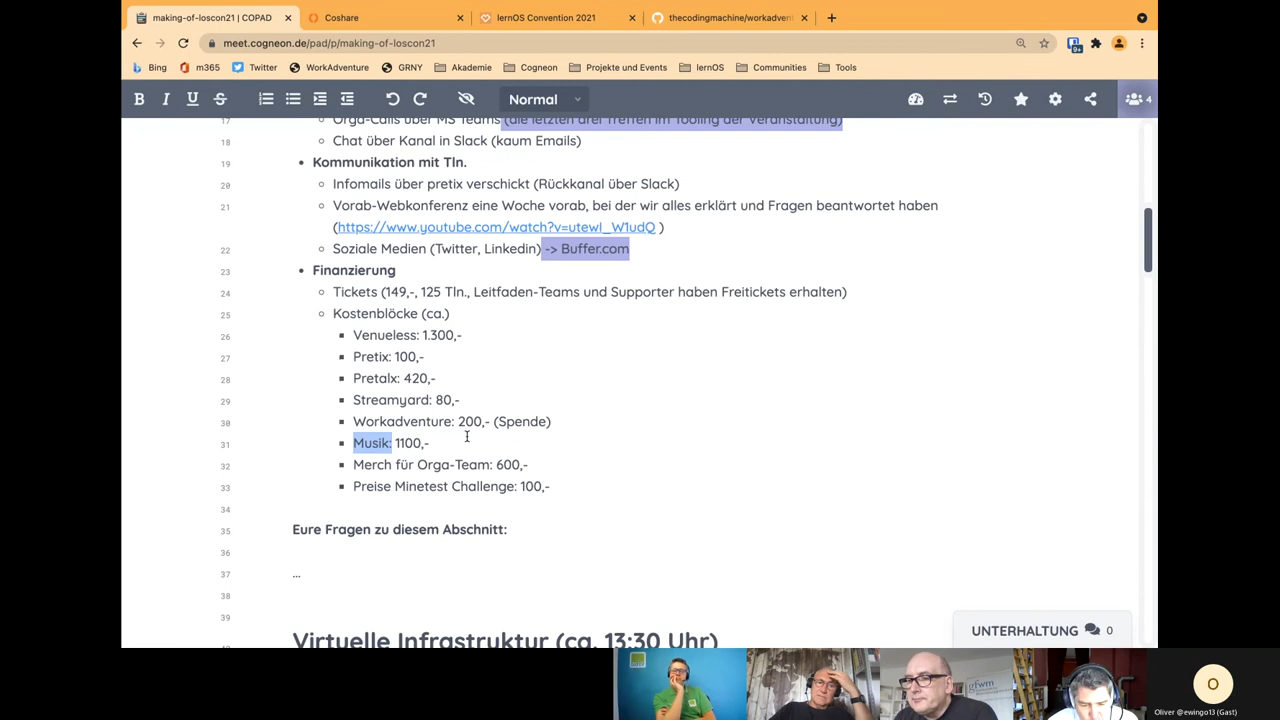 making-of-loscon21 | COPAD
Coshare
lernOS Convention 2021
thecodingmachine/workadven
meet.cogneon.de/pad/p/making-of-loscon21
9+
Bing m365 Twitter WorkAdventure GRNY Akademie Cogneon Projekte und Events lernOS Communities Tools
B I U S Normal 4
17 Orga-Calls über MS Teams (die letzten drei Treffen im Tooling der Veranstaltung)
18 Chat über Kanal in Slack (kaum Emails)
19 Kommunikation mit Tln.
20 Infomails über pretix verschickt (Rückkanal über Slack)
21 Vorab-Webkonferenz eine Woche vorab, bei der wir alles erklärt und Fragen beantwortet haben
(https://www.youtube.com/watch?v=utewI_W1udQ )
22 Soziale Medien (Twitter, Linkedin) -> Buffer.com
23 Finanzierung
24 Tickets (149,-, 125 Tln., Leitfaden-Teams und Supporter haben Freitickets erhalten)
25 Kostenblöcke (ca.)
26 Venueless: 1.300,-
27 Pretix: 100,-
28 Pretalx: 420,-
29 Streamyard: 80,-
30 Workadventure: 200,- (Spende)
31 Musik: 1100,-
32 Merch für Orga-Team: 600,-
33 Preise Minetest Challenge: 100,-
34
35 Eure Fragen zu diesem Abschnitt:
36
37 ...
38
39
Virtuelle Infrastruktur (ca. 13:30 Uhr)
UNTERHALTUNG 0
gfwm
O
Oliver @ewingo13 (Gast)